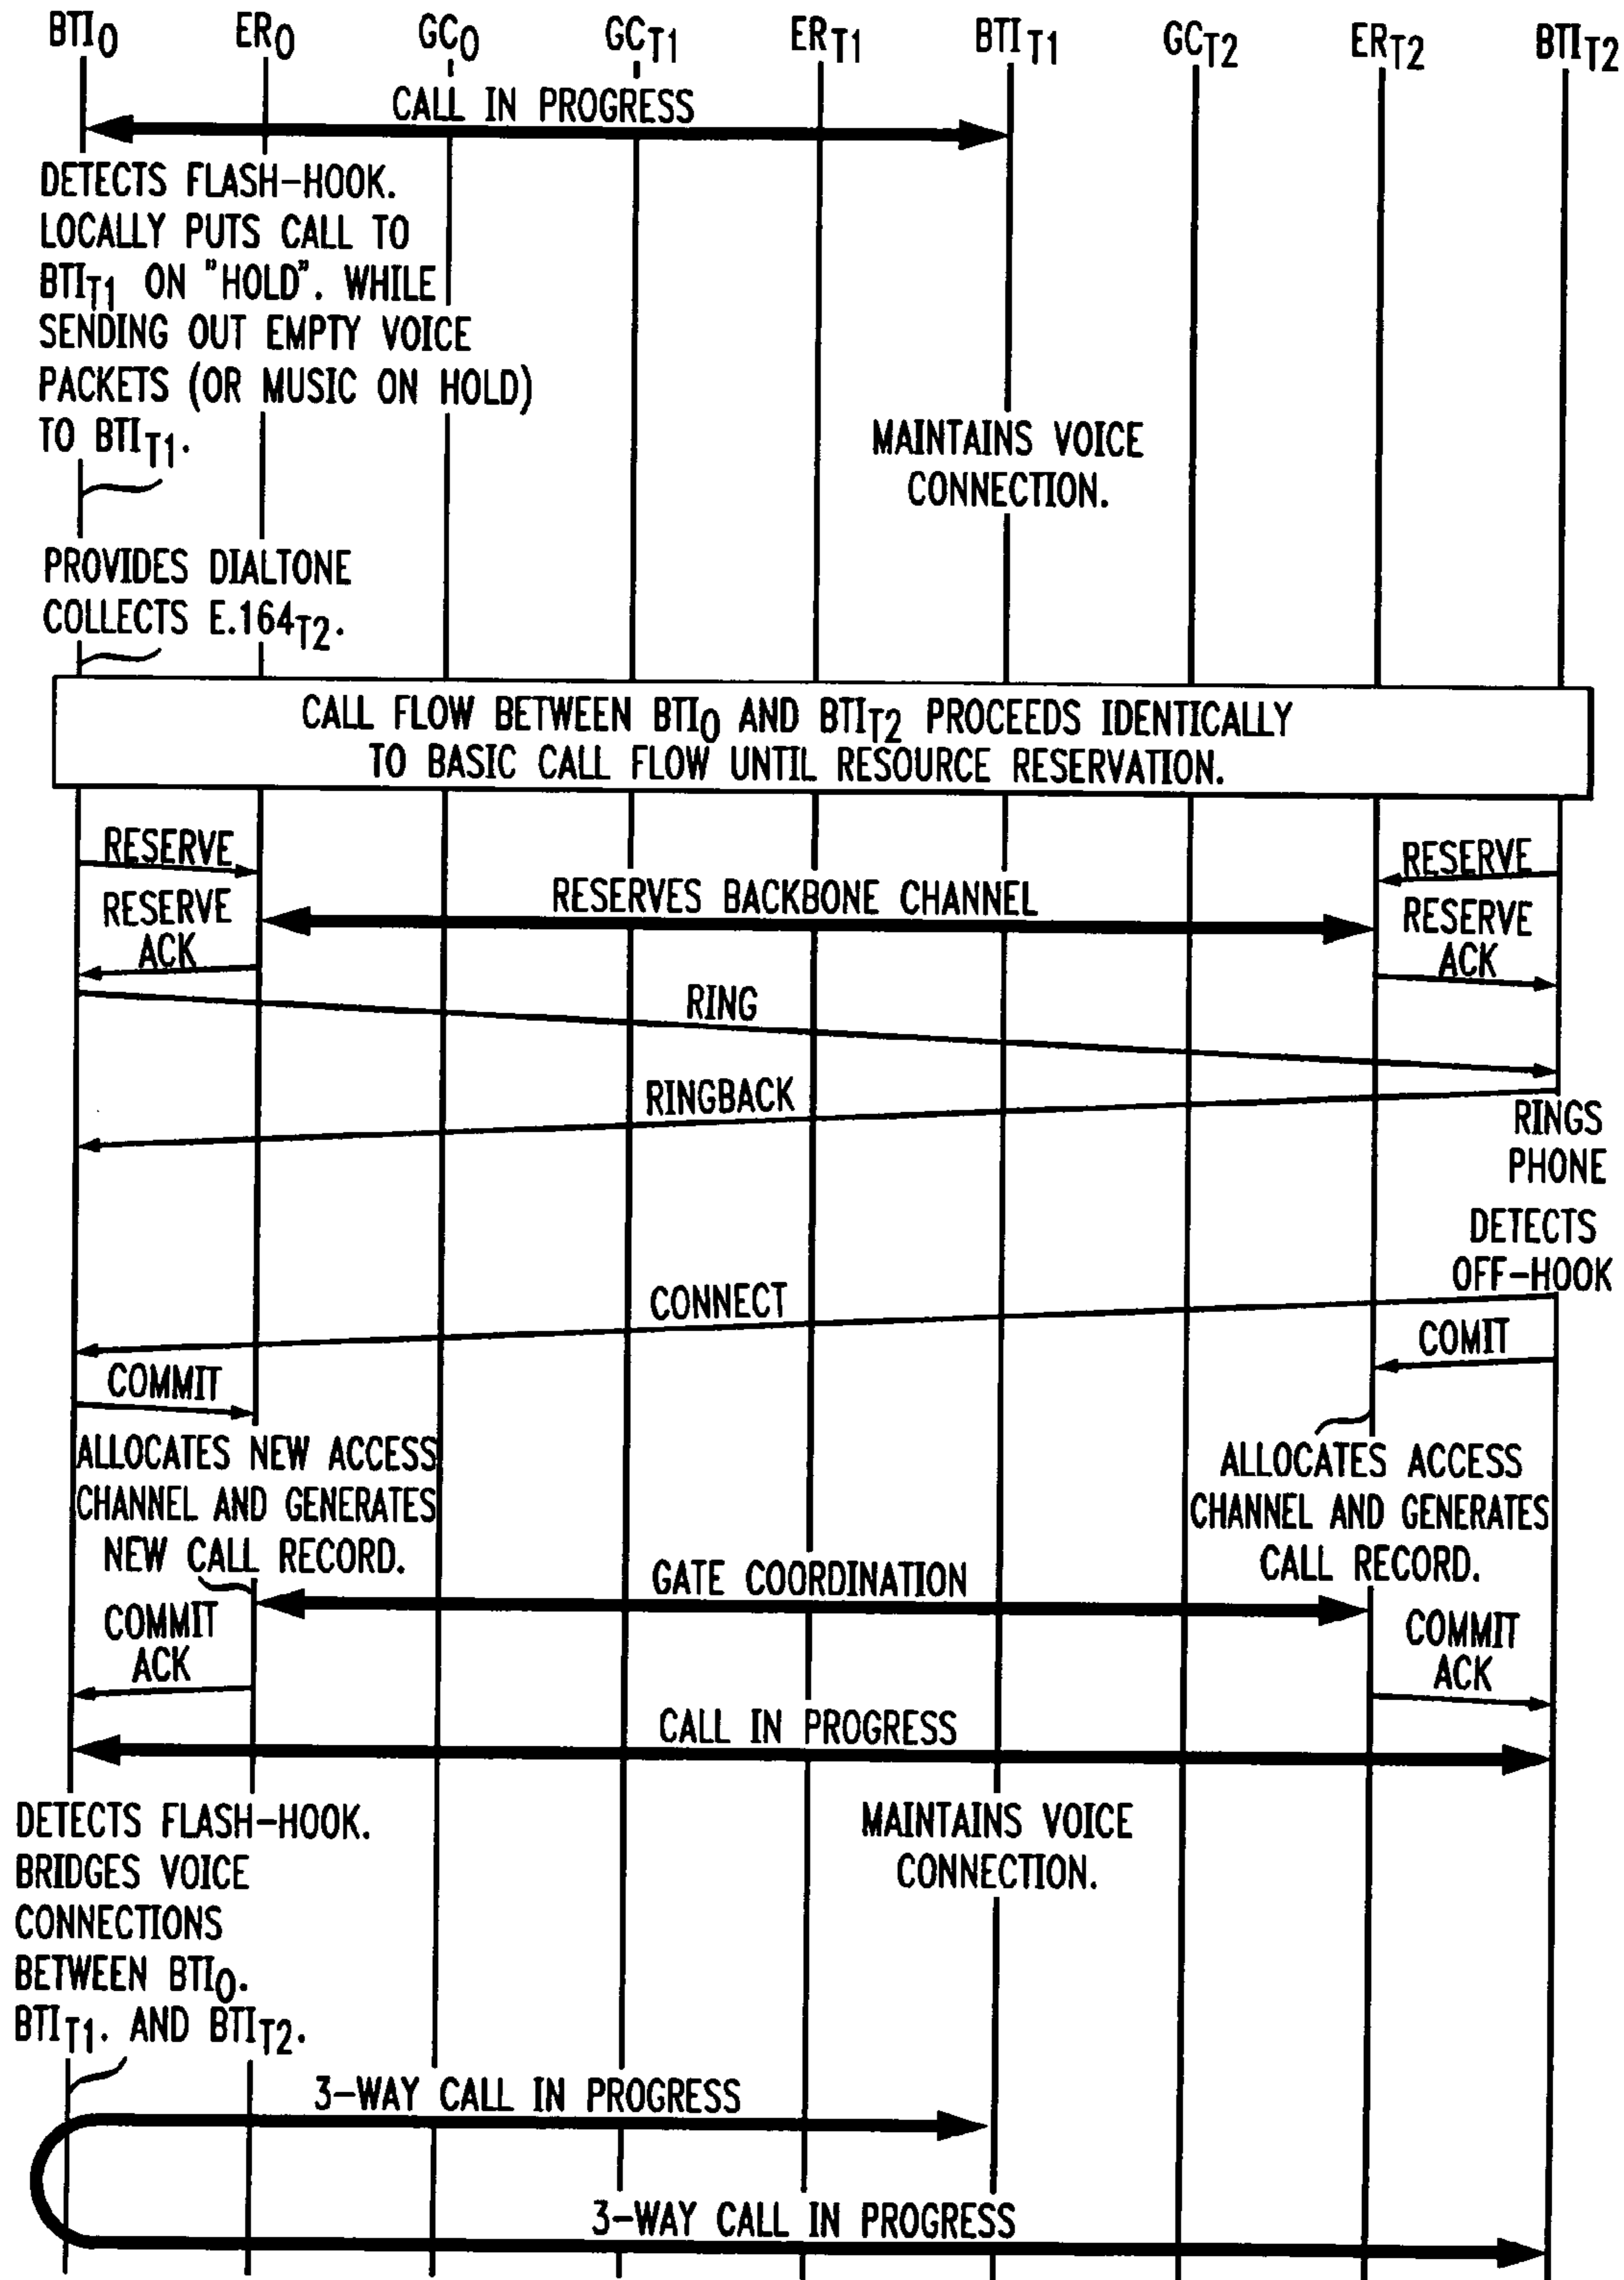 BTIO ERO GCO GCT1 ERT1 BTIT1 GCT2 ERT2 BTIT2
CALL IN PROGRESS
DETECTS FLASH-HOOK.
LOCALLY PUTS CALL TO
BTIT1 ON "HOLD". WHILE
SENDING OUT EMPTY VOICE
PACKETS (OR MUSIC ON HOLD)
TO BTIT1.
MAINTAINS VOICE
CONNECTION.
PROVIDES DIALTONE
COLLECTS E.164T2.
CALL FLOW BETWEEN BTIO AND BTIT2 PROCEEDS IDENTICALLY
TO BASIC CALL FLOW UNTIL RESOURCE RESERVATION.
RESERVE
RESERVE
RESERVES BACKBONE CHANNEL
RESERVE
ACK
RESERVE
ACK
RING
RINGBACK
RINGS
PHONE
DETECTS
OFF-HOOK
CONNECT
COMIT
COMMIT
ALLOCATES NEW ACCESS
CHANNEL AND GENERATES
NEW CALL RECORD.
ALLOCATES ACCESS
CHANNEL AND GENERATES
CALL RECORD.
GATE COORDINATION
COMMIT
ACK
COMMIT
ACK
CALL IN PROGRESS
DETECTS FLASH-HOOK.
BRIDGES VOICE
CONNECTIONS
BETWEEN BTIO.
BTIT1. AND BTIT2.
MAINTAINS VOICE
CONNECTION.
3-WAY CALL IN PROGRESS
3-WAY CALL IN PROGRESS